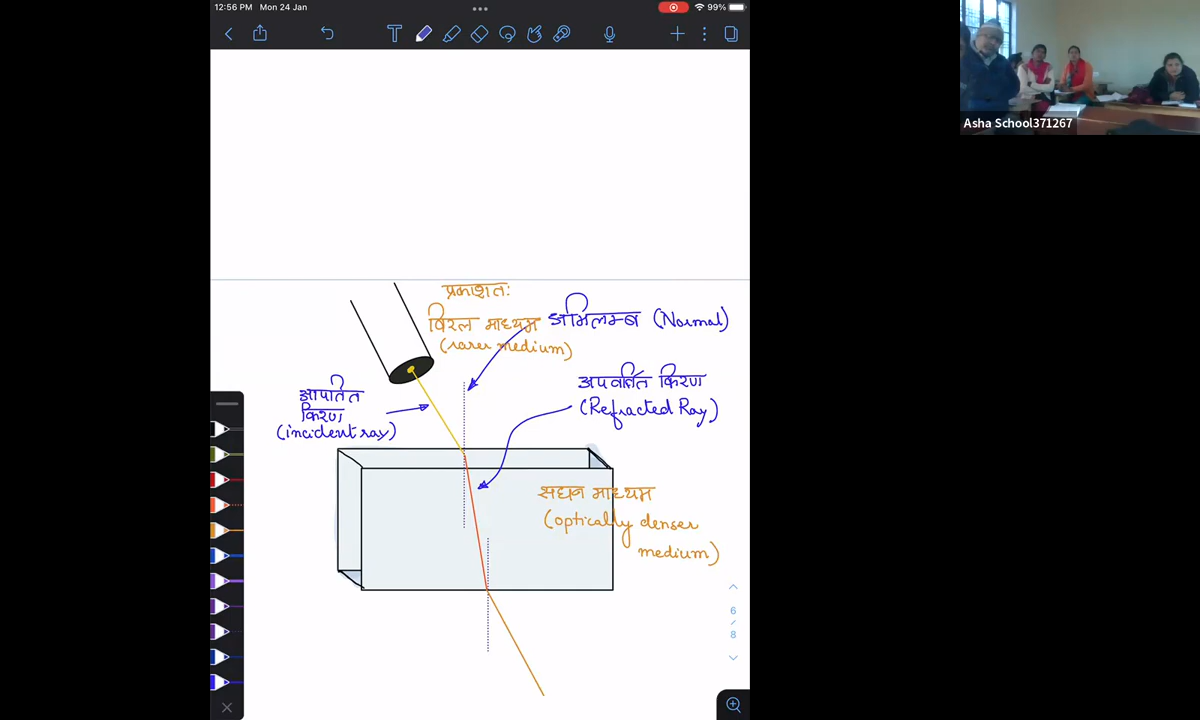 12:56 PM Mon 24 Jan
99%
T
Asha School371267
प्रकाशतः
विरल माध्यम
(rarer medium)
अभिलम्ब (Normal)
आपतित
किरण
(incident ray)
अपवर्तित किरण
(Refracted Ray)
सघन माध्यम
(optically denser
medium)
6
/
8